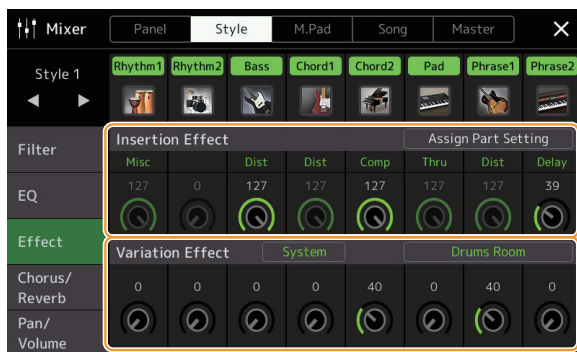 Mixer
Panel Style M.Pad Song Master
Style 1
Rhythm1 Rhythm2 Bass Chord1 Chord2 Pad Phrase1 Phrase2
Filter
EQ
Effect
Chorus/
Reverb
Pan/
Volume
Insertion Effect Assign Part Setting
Misc Dist Dist Comp Thru Dist Delay
127 0 127 127 127 127 127 39
Variation Effect System Drums Room
0 0 0 0 40 0 40 0